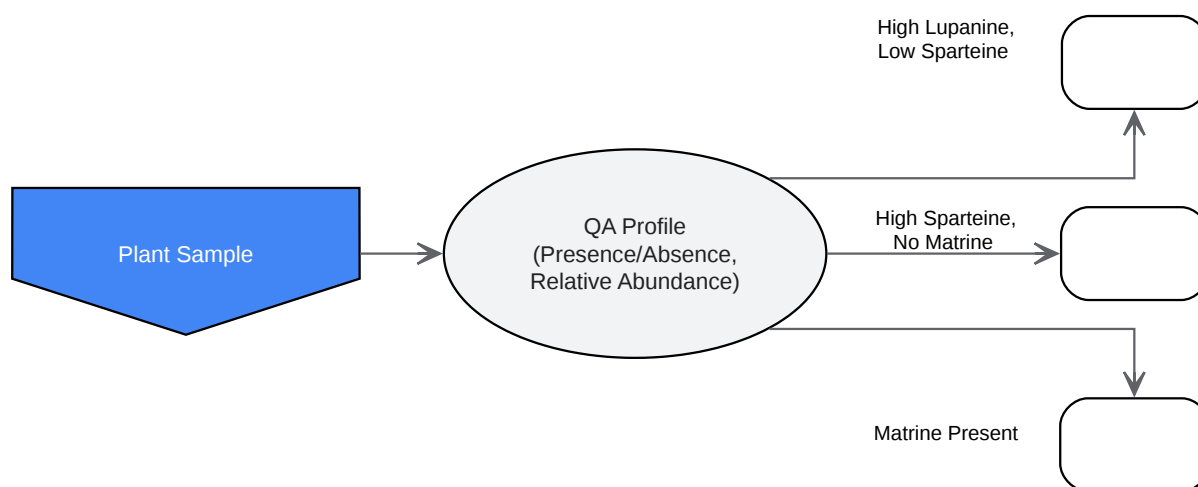 High Lupanine,
Low Sparteine
Plant Sample
QA Profile
(Presence/Absence,
Relative Abundance)
High Sparteine,
No Matrine
Matrine Present